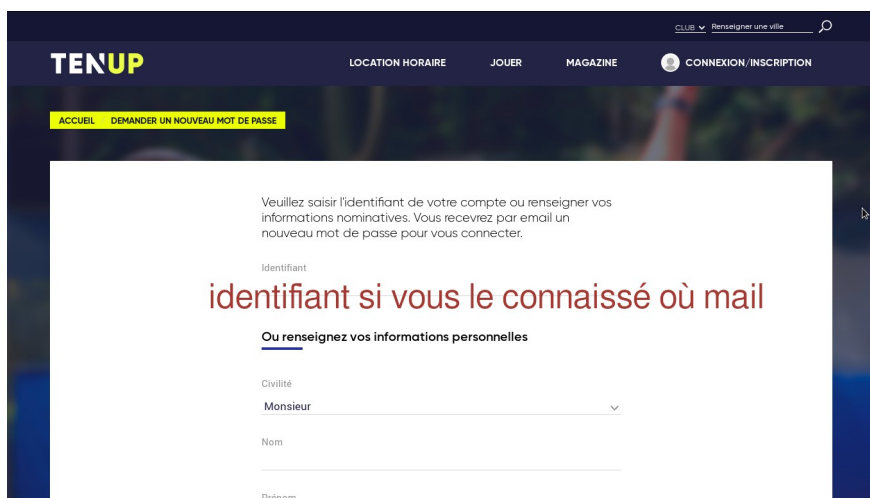 CLUB Renseigner une ville
TENUP LOCATION HORAIRE JOUER MAGAZINE CONNEXION/INSCRIPTION
ACCUEIL DEMANDER UN NOUVEAU MOT DE PASSE
Veuillez saisir l'identifiant de votre compte ou renseigner vos
informations nominatives. Vous recevrez par email un
nouveau mot de passe pour vous connecter.
Identifiant
identifiant si vous le connaissé où mail
Ou renseignez vos informations personnelles
Civilité
Monsieur
Nom
Prénom